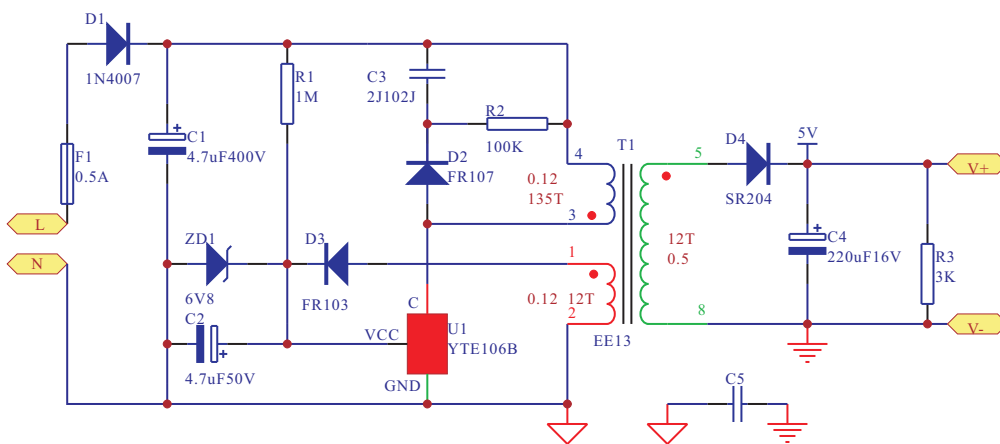 D1
1N4007
F1
0.5A
L
N
C1
4.7uF400V
R1
1M
C3
2J102J
R2
100K
D2
FR107
ZD1
6V8
D3
FR103
C2
4.7uF50V
VCC
C
U1
YTE106B
GND
T1
4
0.12
135T
3
1
0.12 12T
2
EE13
5
12T
0.5
8
D4
SR204
5V
C4
220uF16V
R3
3K
V+
V-
C5